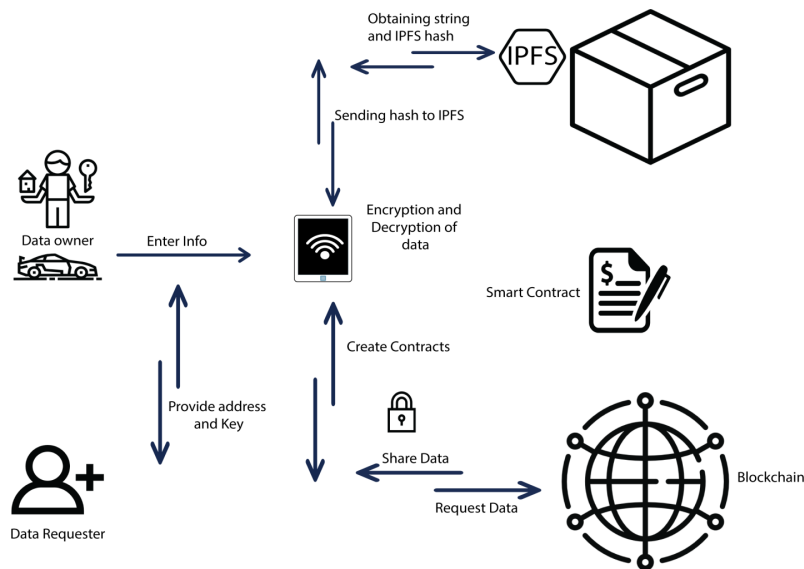 Obtaining string
and IPFS hash
IPFS
Sending hash to IPFS
Data owner
Enter Info
Encryption and
Decryption of
data
Smart Contract
$
Create Contracts
Provide address
and Key
Share Data
Request Data
Blockchain
Data Requester